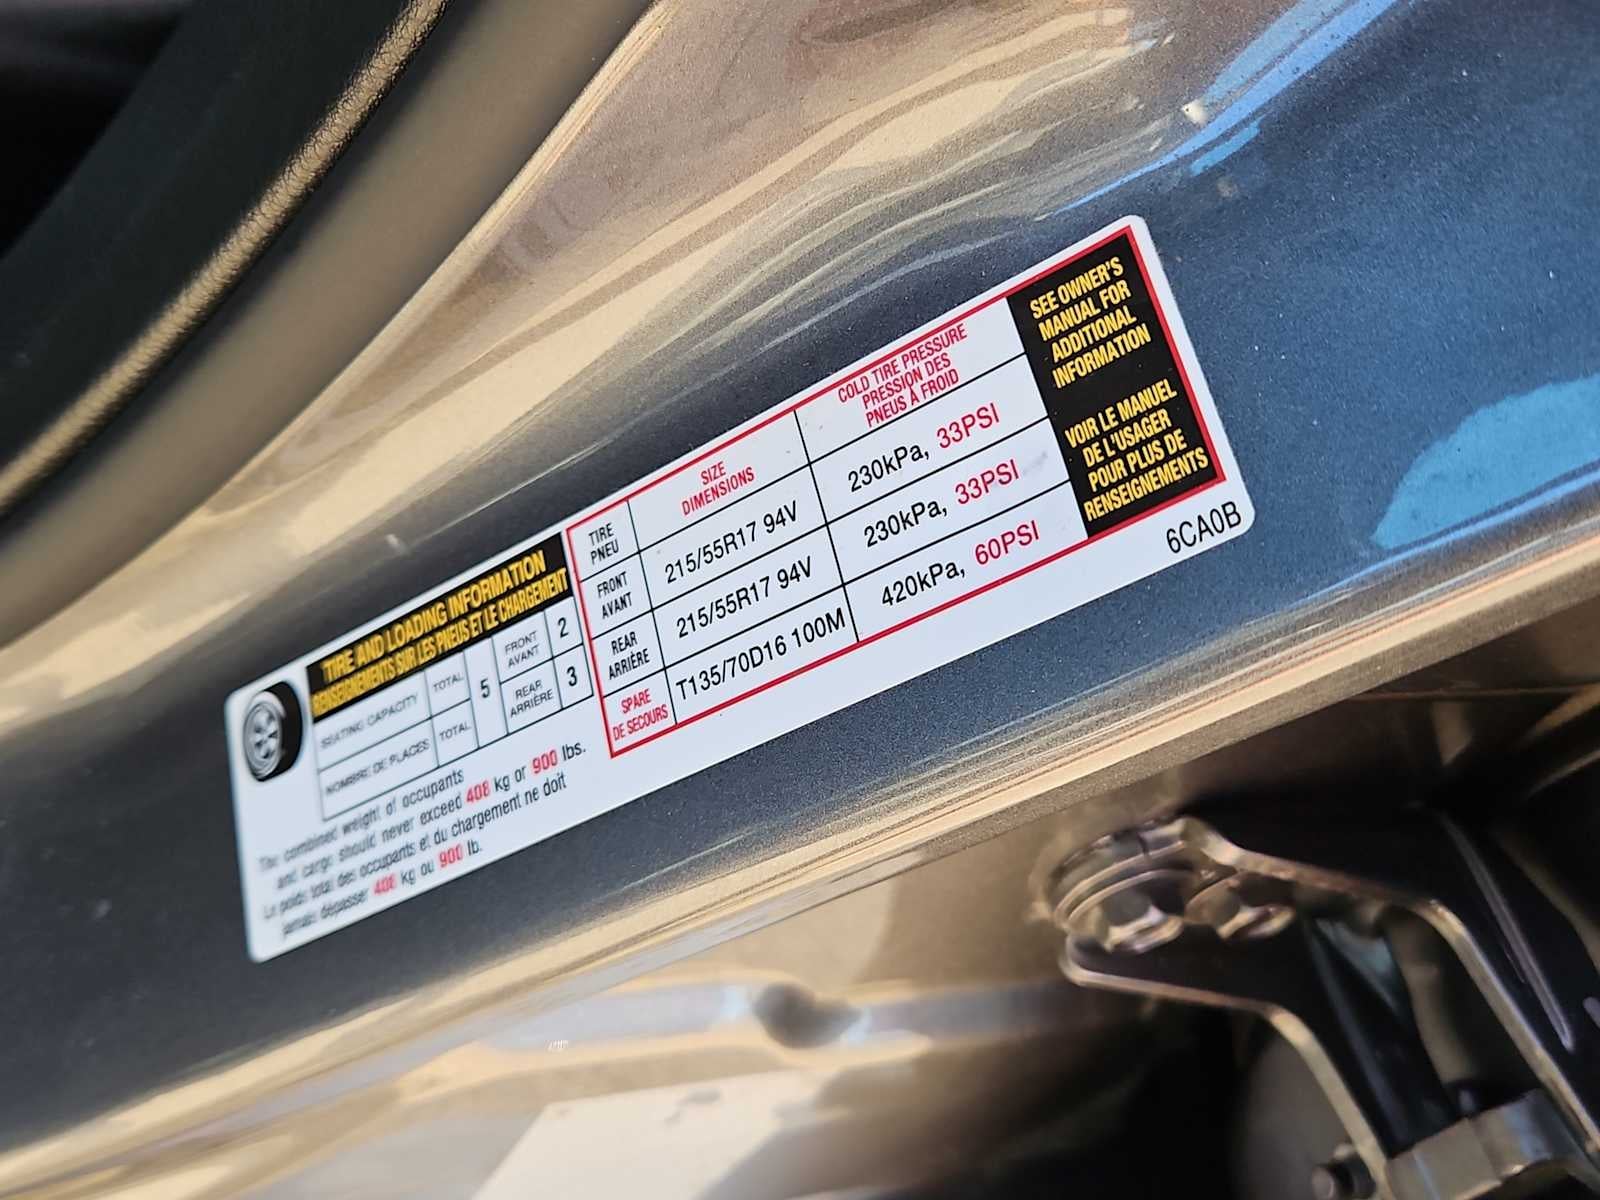 TIRE AND LOADING INFORMATION
RENSEIGNEMENTS SUR LES PNEUS ET LE CHARGEMENT
SEATING CAPACITY
NOMBRE DE PLACES
TOTAL
TOTAL
5
FRONT
AVANT
2
REAR
ARRIÈRE
3
The combined weight of occupants
and cargo should never exceed 408 kg or 900 lbs.
Le poids total des occupants et du chargement ne doit
jamais dépasser 408 kg ou 900 lb.
TIRE
PNEU
SIZE
DIMENSIONS
COLD TIRE PRESSURE
PRESSION DES
PNEUS À FROID
FRONT
AVANT
215/55R17 94V
230kPa, 33PSI
REAR
ARRIÈRE
215/55R17 94V
230kPa, 33PSI
SPARE
DE SECOURS
T135/70D16 100M
420kPa, 60PSI
SEE OWNER'S
MANUAL FOR
ADDITIONAL
INFORMATION
VOIR LE MANUEL
DE L'USAGER
POUR PLUS DE
RENSEIGNEMENTS
6CA0B